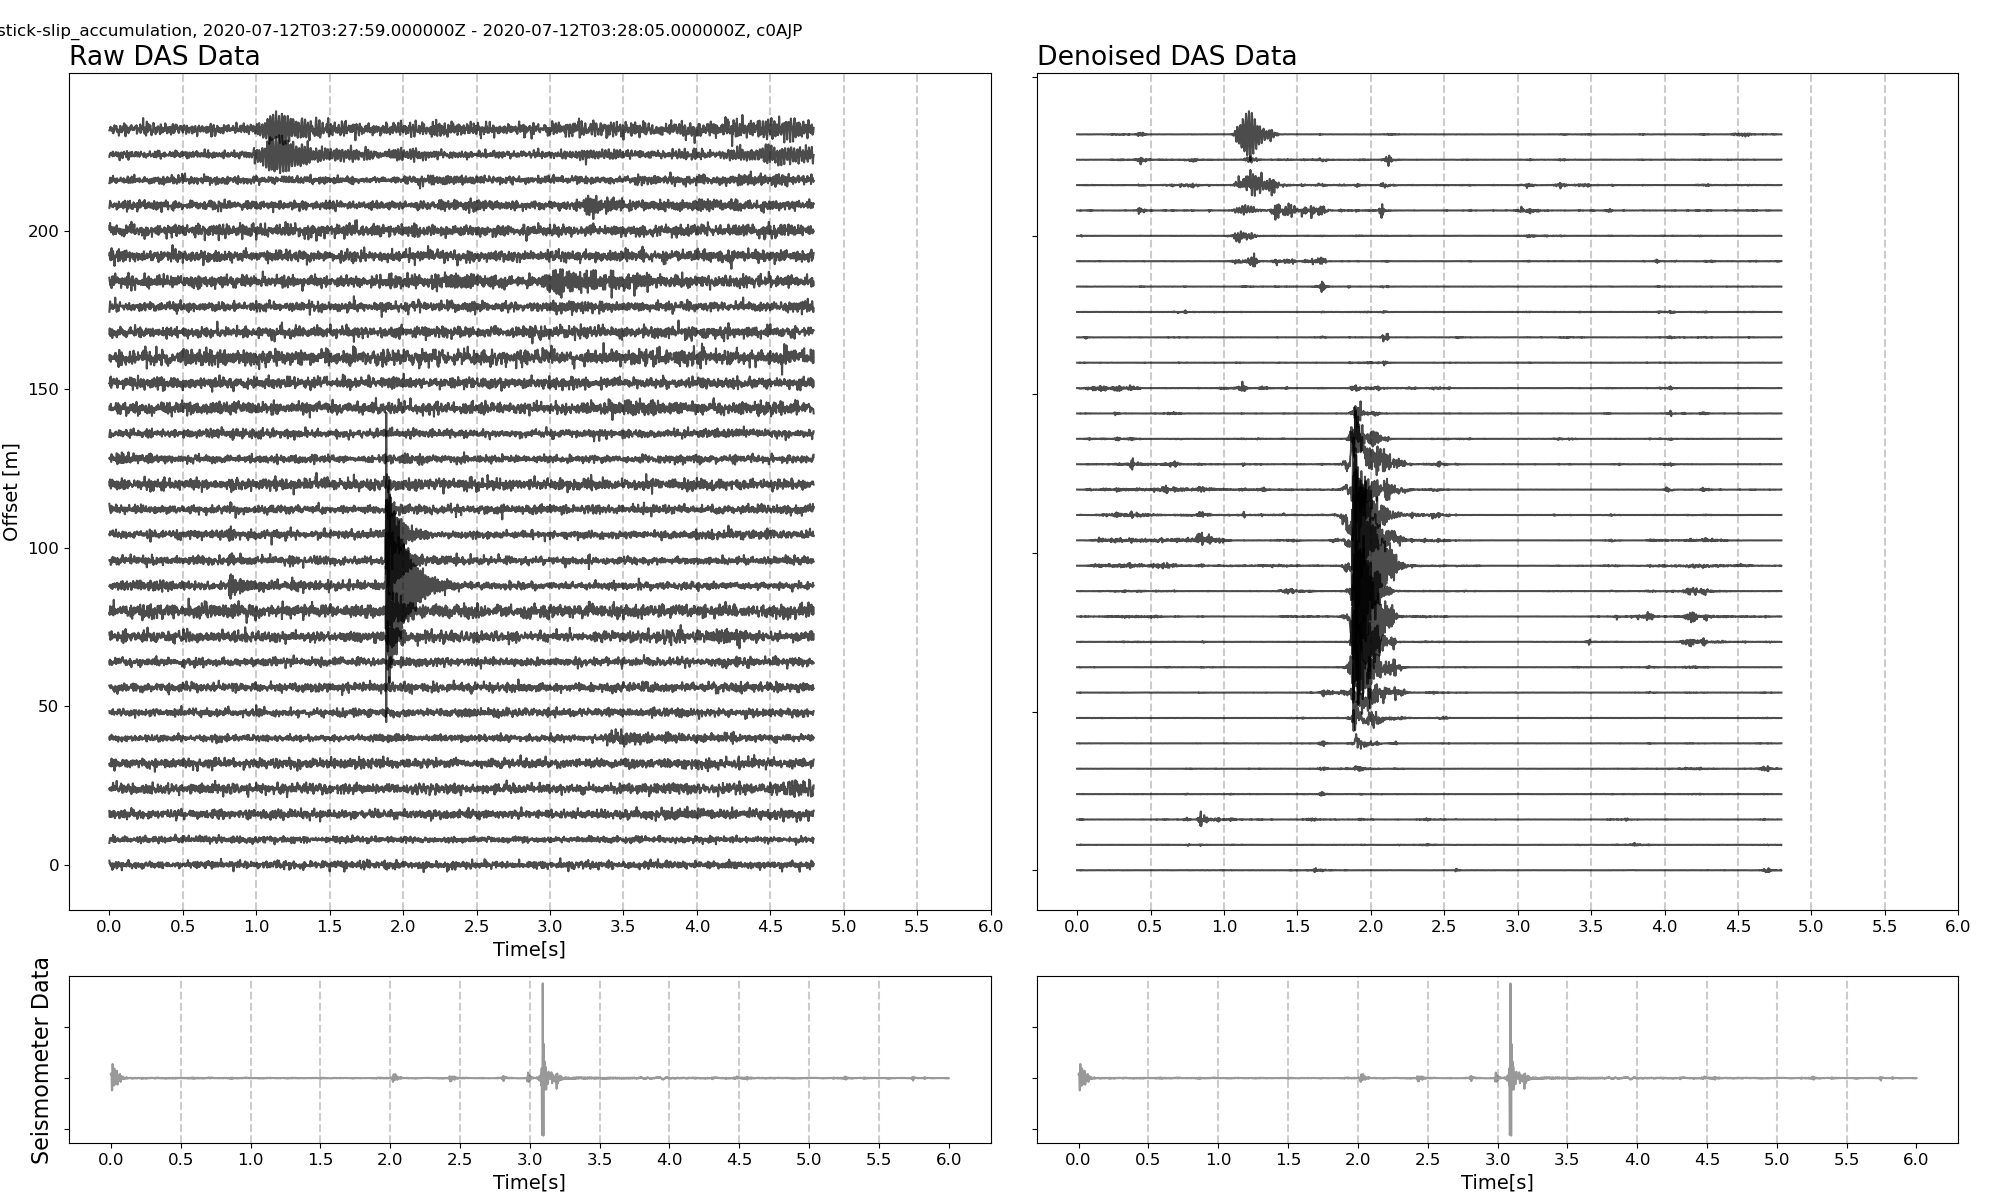 stick-slip_accumulation, 2020-07-12T03:27:59.000000Z - 2020-07-12T03:28:05.000000Z, c0AJP
Raw DAS Data
Denoised DAS Data
Offset [m]
200
150
100
50
0
0.0 0.5 1.0 1.5 2.0 2.5 3.0 3.5 4.0 4.5 5.0 5.5 6.0
Time[s]
0.0 0.5 1.0 1.5 2.0 2.5 3.0 3.5 4.0 4.5 5.0 5.5 6.0
Seismometer Data
0.0 0.5 1.0 1.5 2.0 2.5 3.0 3.5 4.0 4.5 5.0 5.5 6.0
Time[s]
0.0 0.5 1.0 1.5 2.0 2.5 3.0 3.5 4.0 4.5 5.0 5.5 6.0
Time[s]